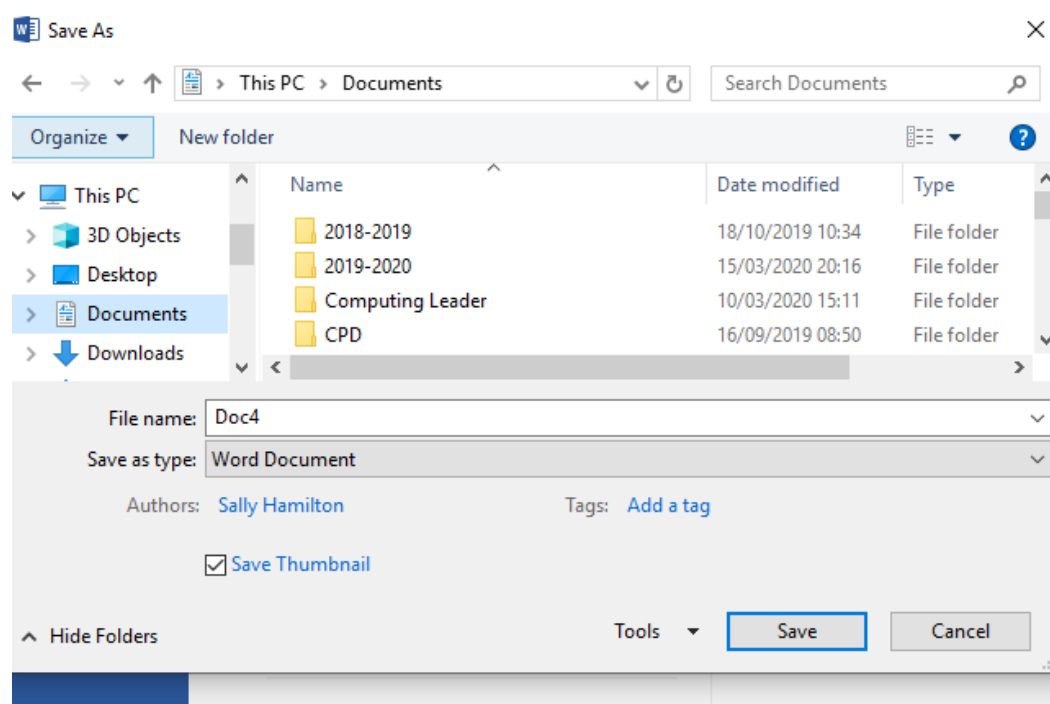 Save As
This PC > Documents
Search Documents
Organize
New folder
?
Name
Date modified
Type
This PC
3D Objects
Desktop
Documents
Downloads
2018-2019 18/10/2019 10:34 File folder
2019-2020 15/03/2020 20:16 File folder
Computing Leader 10/03/2020 15:11 File folder
CPD 16/09/2019 08:50 File folder
File name: Doc4
Save as type: Word Document
Authors: Sally Hamilton
Tags: Add a tag
Save Thumbnail
Hide Folders
Tools
Save
Cancel